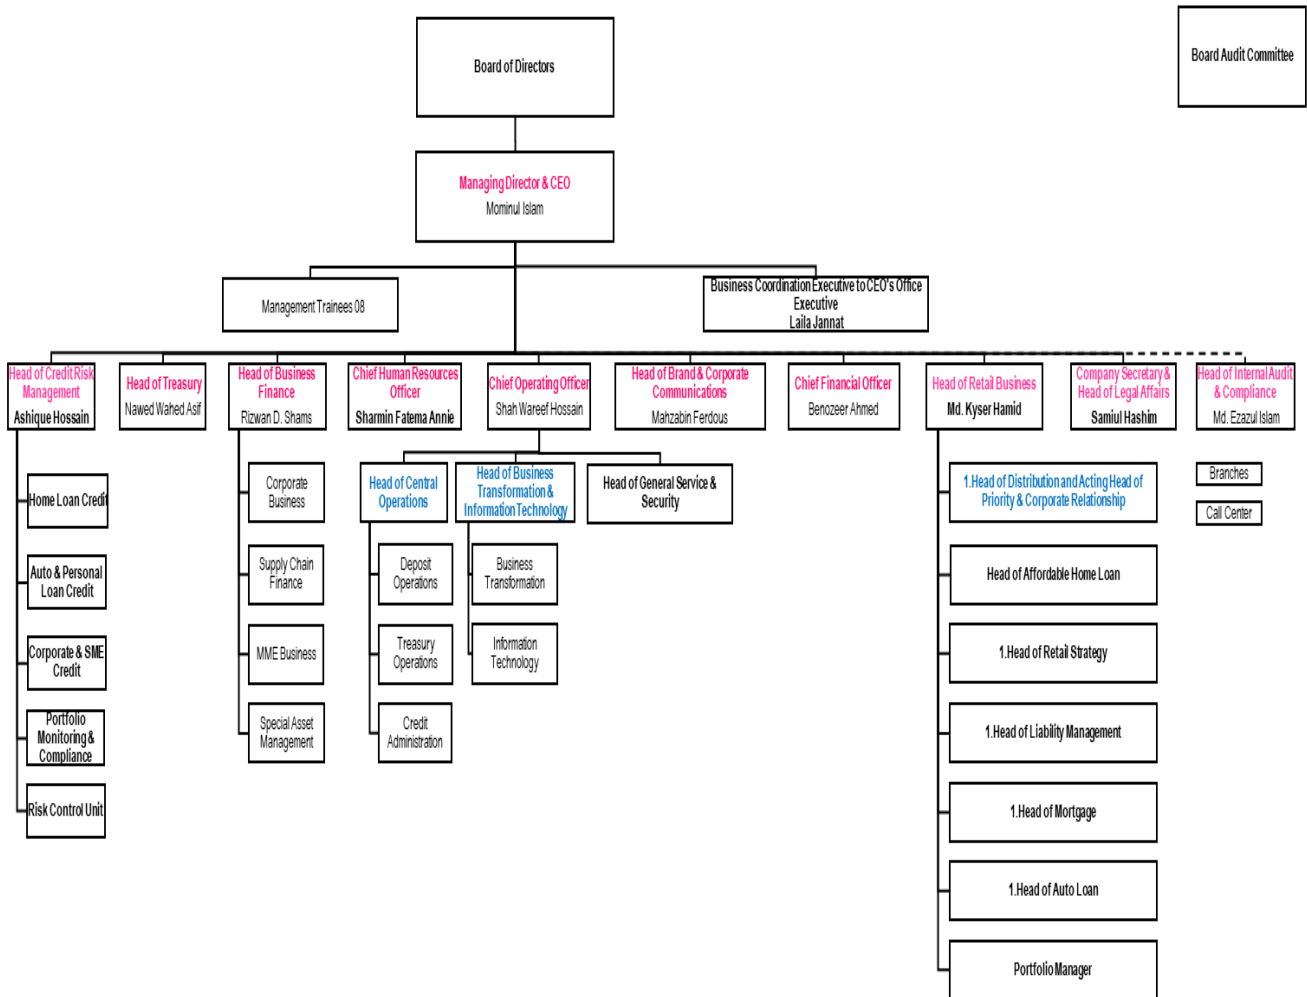 Board of Directors
Board Audit Committee
Managing Director & CEO
Mominul Islam
Management Trainees 08
Business Coordination Executive to CEO's Office
Executive
Laila Jannat
Head of Credit Risk
Management
Ashique Hossain
Head of Treasury
Nawed Wahed Asif
Head of Business
Finance
Rizwan D. Shams
Chief Human Resources
Officer
Sharmin Fatema Annie
Chief Operating Officer
Shah Wareef Hossain
Head of Brand & Corporate
Communications
Mahzabin Ferdous
Chief Financial Officer
Benozeer Ahmed
Head of Retail Business
Md. Kyser Hamid
Company Secretary &
Head of Legal Affairs
Samiul Hashim
Head of Internal Audit
& Compliance
Md. Ezazul Islam
Home Loan Credit
Auto & Personal
Loan Credit
Corporate & SME
Credit
Portfolio
Monitoring &
Compliance
Risk Control Unit
Corporate
Business
Supply Chain
Finance
MME Business
Special Asset
Management
Head of Central
Operations
Deposit
Operations
Treasury
Operations
Credit
Administration
Head of Business
Transformation &
Information Technology
Business
Transformation
Information
Technology
Head of General Service &
Security
1.Head of Distribution and Acting Head of
Priority & Corporate Relationship
Head of Affordable Home Loan
1.Head of Retail Strategy
1.Head of Liability Management
1.Head of Mortgage
1.Head of Auto Loan
Portfolio Manager
Branches
Call Center